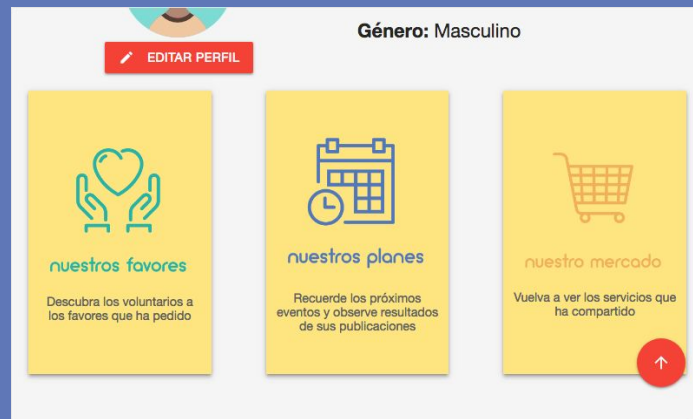 Género: Masculino
EDITAR PERFIL
nuestros favores
Descubra los voluntarios a
los favores que ha pedido
nuestros planes
Recuerde los próximos
eventos y observe resultados
de sus publicaciones
nuestro mercado
Vuelva a ver los servicios que
ha compartido